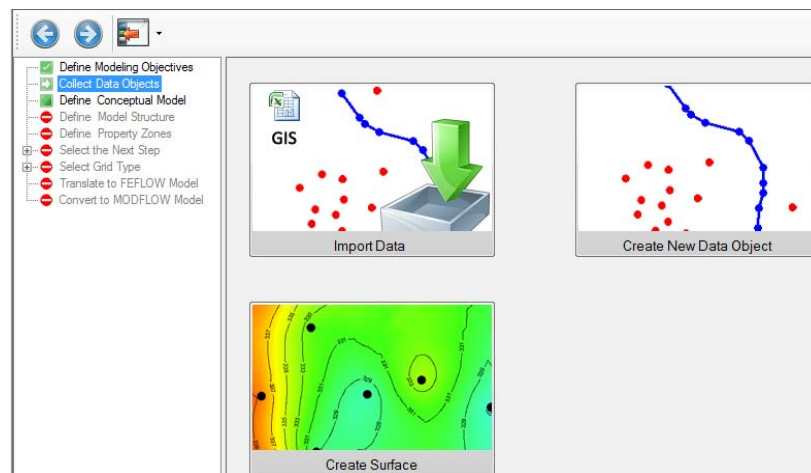 Define Modeling Objectives
Collect Data Objects
Define Conceptual Model
Define Model Structure
Define Property Zones
Select the Next Step
Select Grid Type
Translate to FEFLOW Model
Convert to MODFLOW Model
GIS
Import Data
Create New Data Object
Create Surface